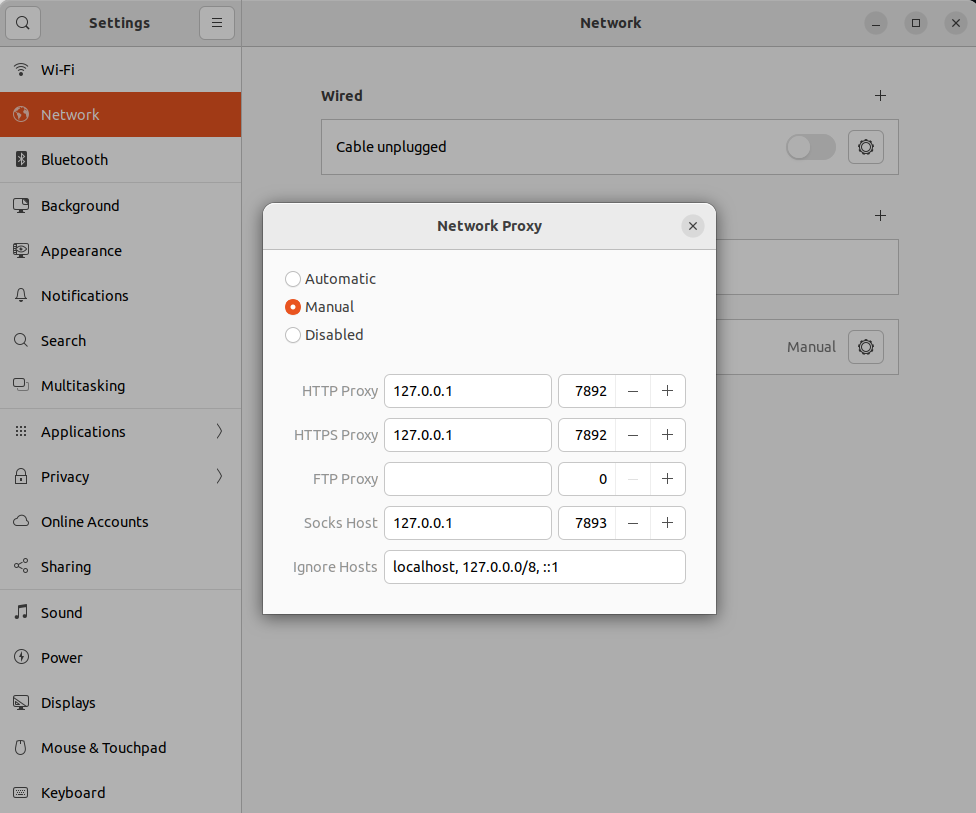 Settings
Network
Wi-Fi
Network
Bluetooth
Background
Appearance
Notifications
Search
Multitasking
Applications
Privacy
Online Accounts
Sharing
Sound
Power
Displays
Mouse & Touchpad
Keyboard
Wired
Cable unplugged
Manual
Network Proxy
Automatic
Manual
Disabled
HTTP Proxy 127.0.0.1 7892
HTTPS Proxy 127.0.0.1 7892
FTP Proxy 0
Socks Host 127.0.0.1 7893
Ignore Hosts localhost, 127.0.0.0/8, ::1